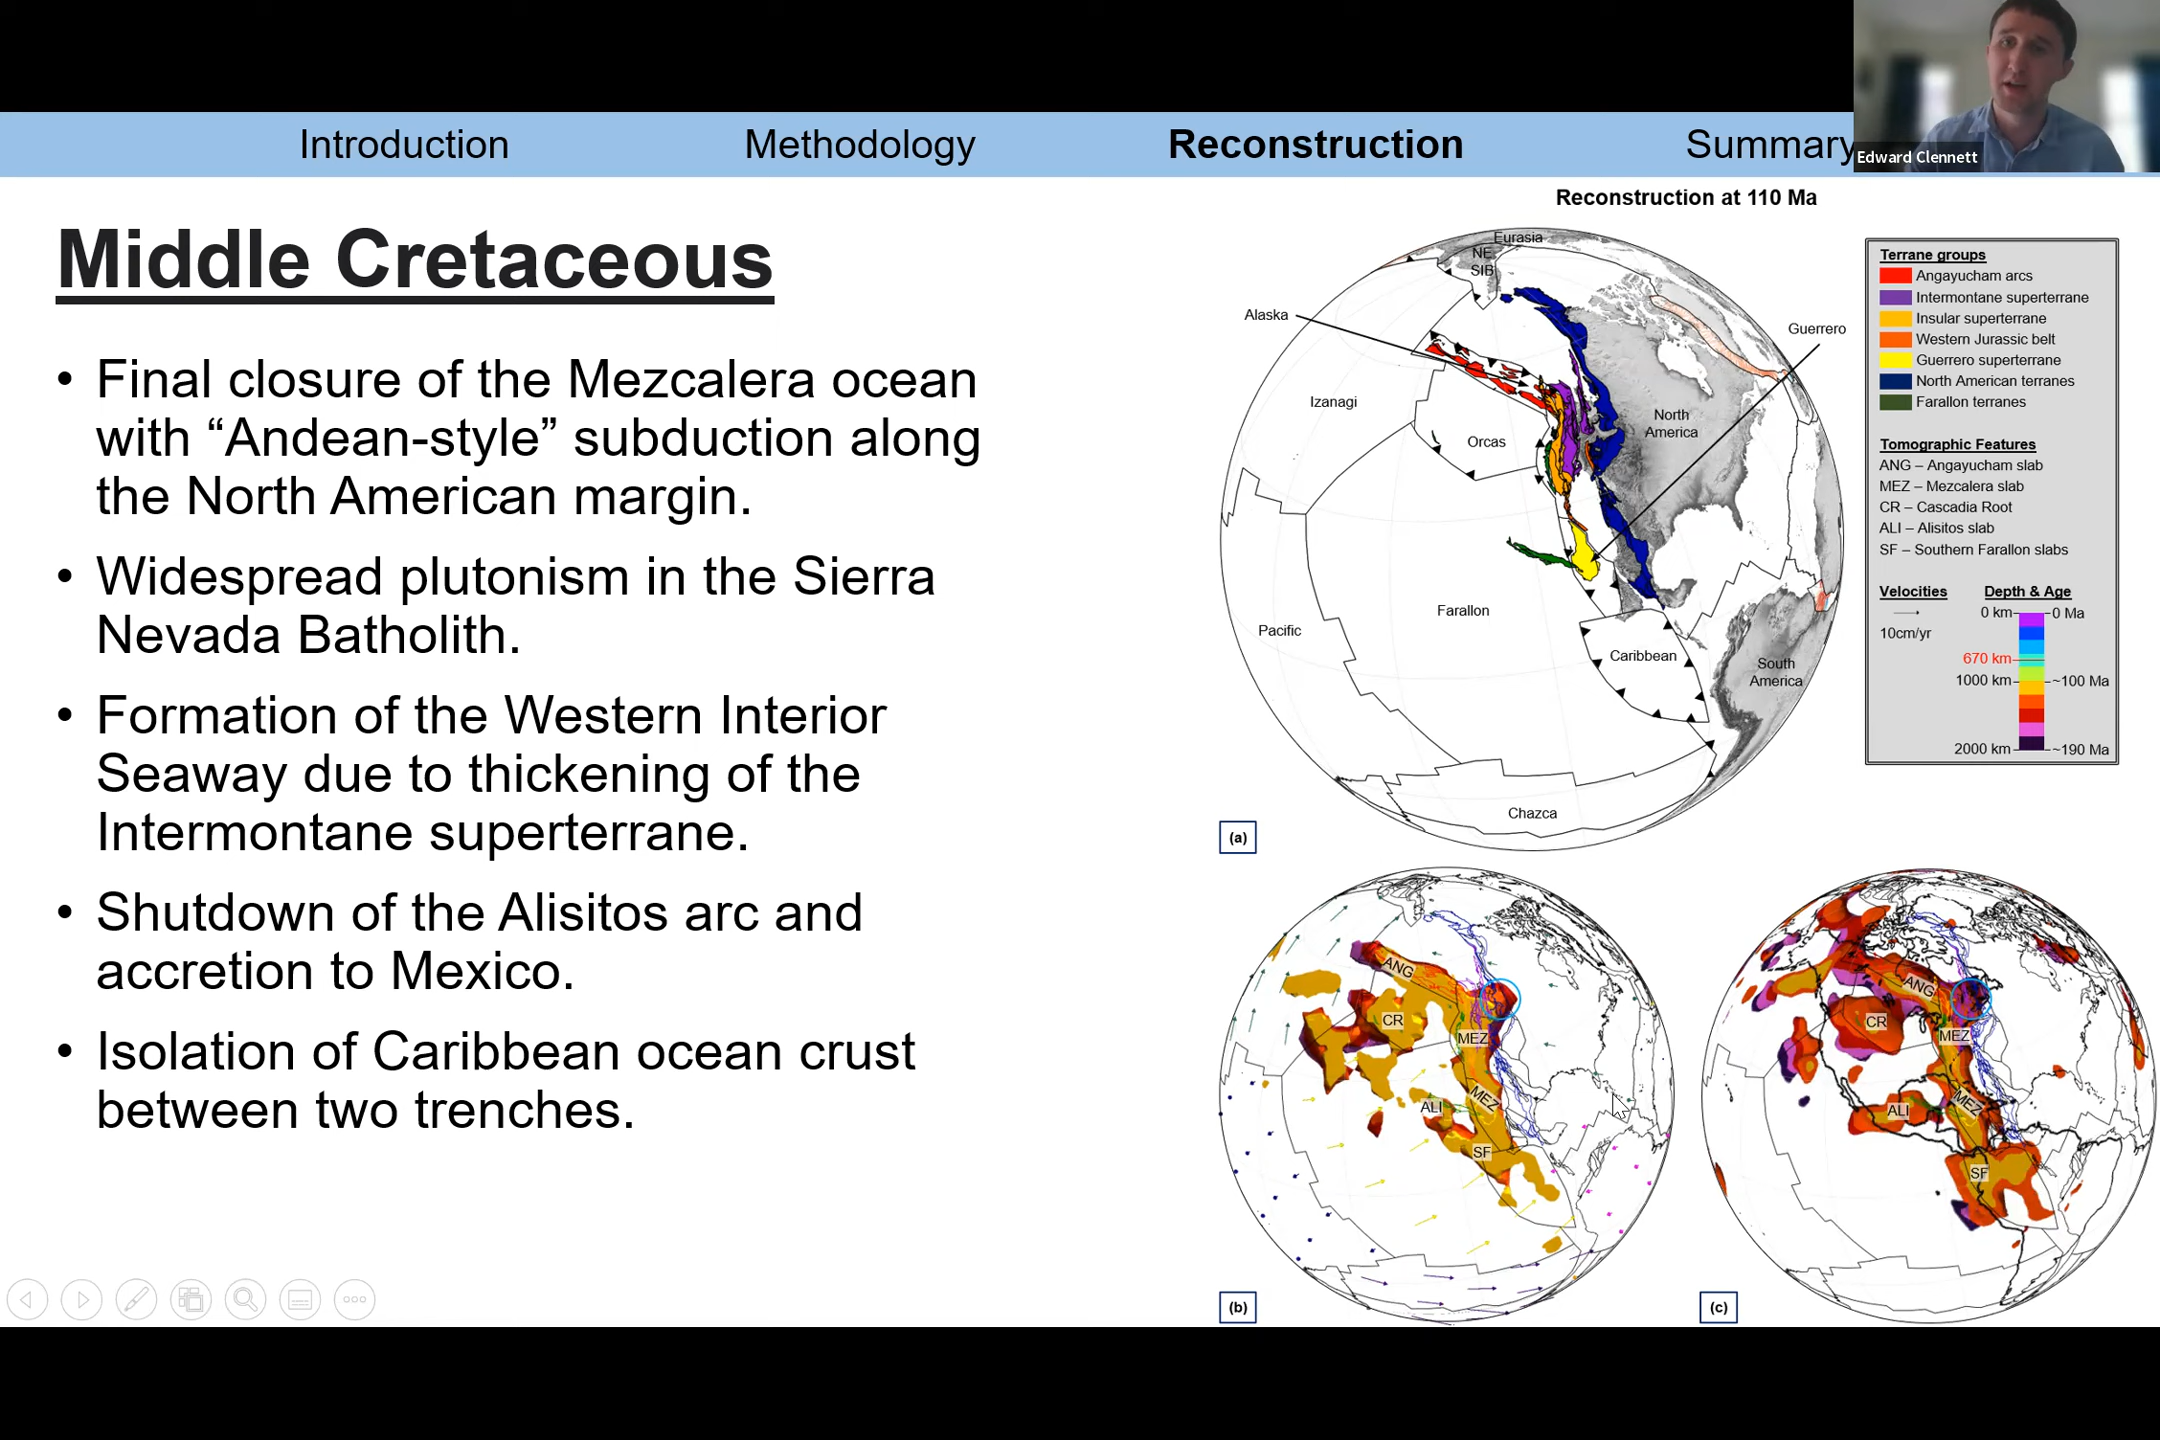 Introduction
Methodology
Reconstruction
Summary
Edward Clennett
Middle Cretaceous
• Final closure of the Mezcalera ocean
with “Andean-style” subduction along
the North American margin.
• Widespread plutonism in the Sierra
Nevada Batholith.
• Formation of the Western Interior
Seaway due to thickening of the
Intermontane superterrane.
• Shutdown of the Alisitos arc and
accretion to Mexico.
• Isolation of Caribbean ocean crust
between two trenches.
Reconstruction at 110 Ma
Eurasia
NE
SIB
Alaska
Guerrero
Izanagi
Orcas
North
America
Farallon
Pacific
Caribbean
South
America
Chazca
(a)
Terrane groups
Angayucham arcs
Intermontane superterrane
Insular superterrane
Western Jurassic belt
Guerrero superterrane
North American terranes
Farallon terranes
Tomographic Features
ANG – Angayucham slab
MEZ – Mezcalera slab
CR – Cascadia Root
ALI – Alisitos slab
SF – Southern Farallon slabs
Velocities
10cm/yr
Depth & Age
0 km 0 Ma
670 km
1000 km ~100 Ma
2000 km ~190 Ma
ANG
CR
MEZ
MEZ
ALI
SF
(b)
ANG
CR
MEZ
MEZ
ALI
SF
(c)